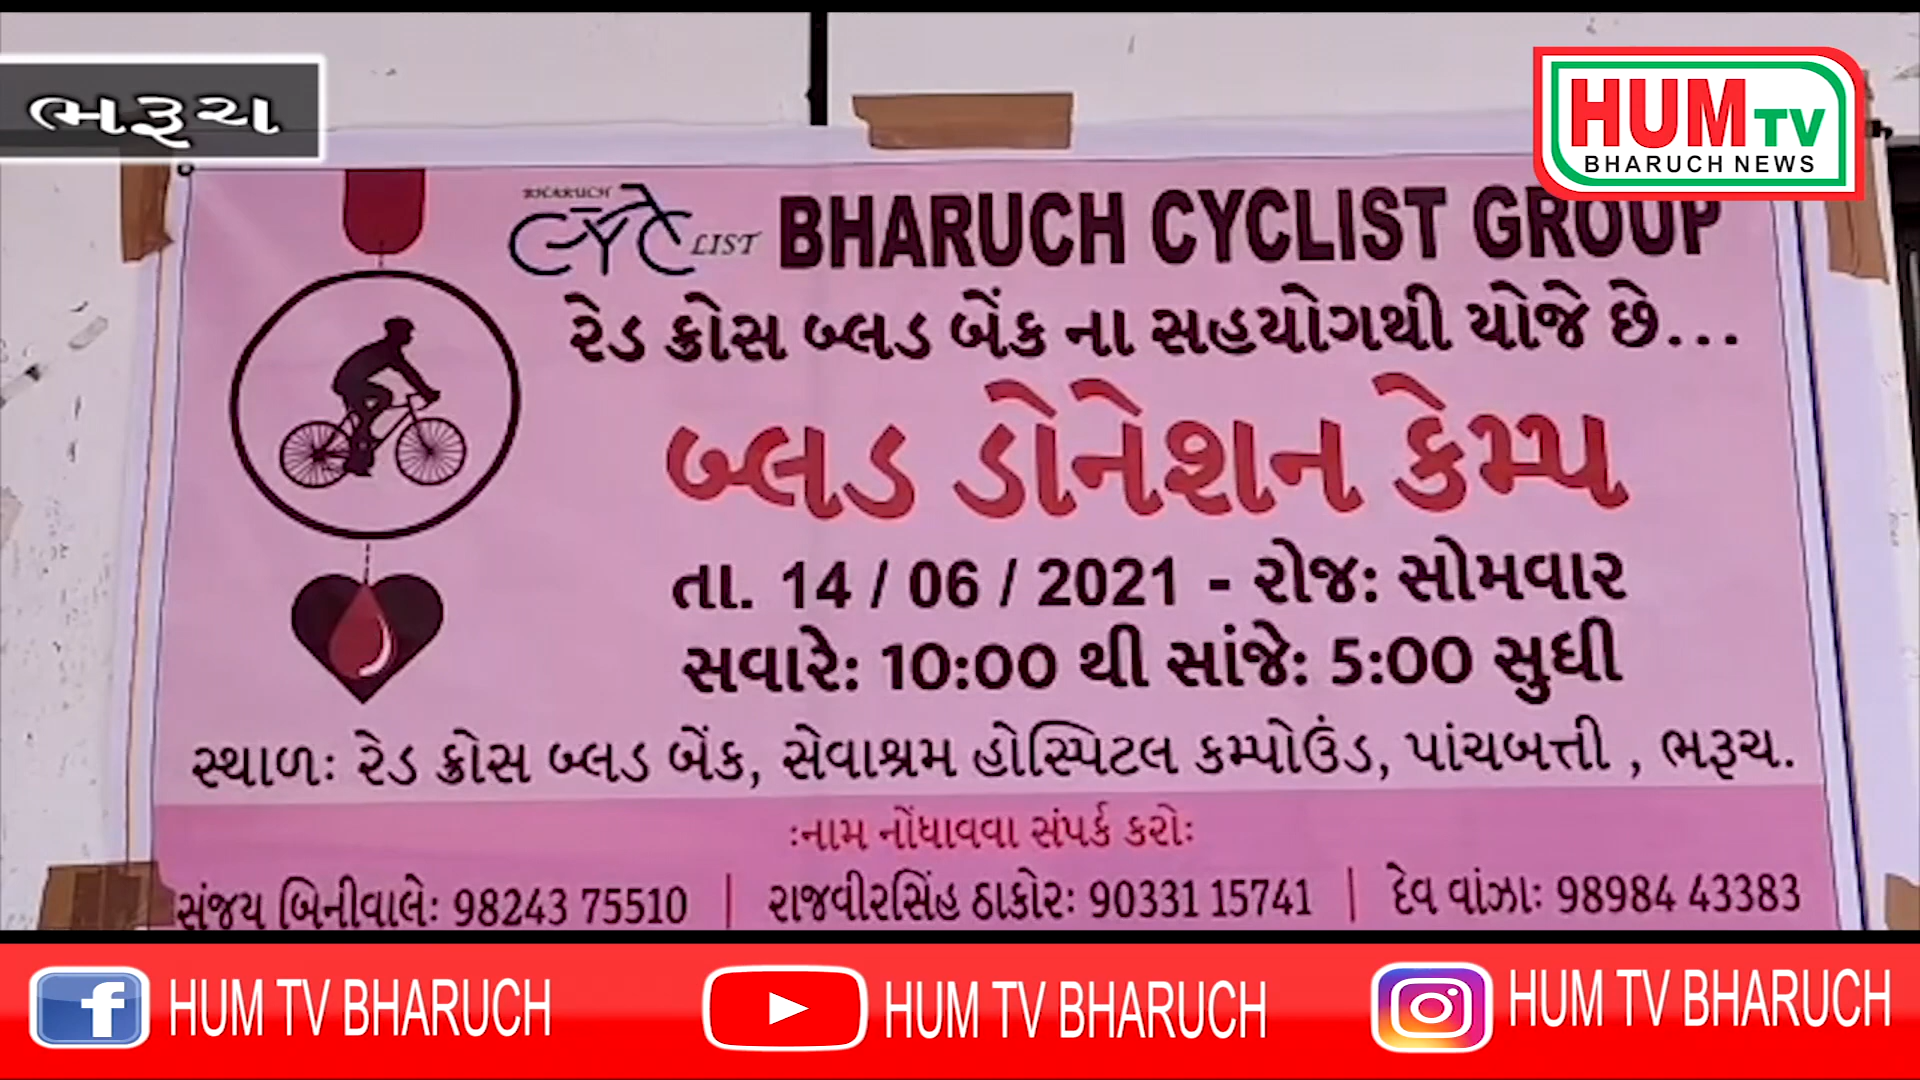 ભરૂચ
HUM TV
BHARUCH NEWS
BHARUCH
CYC LIST
BHARUCH CYCLIST GROUP
રેડ ક્રોસ બ્લડ બેંક ના સહયોગથી યોજે છે...
બ્લડ ડોનેશન કેમ્પ
તા. 14 / 06 / 2021 - રોજ: સોમવાર
સવારે: 10:00 થી સાંજે: 5:00 સુધી
સ્થાળ: રેડ ક્રોસ બ્લડ બેંક, સેવાશ્રમ હોસ્પિટલ કમ્પોઉંડ, પાંચબત્તી , ભરૂચ.
:નામ નોંધાવવા સંપર્ક કરો:
સંજય બિનીવાલે: 98243 75510 | રાજવીરસિંહ ઠાકોર: 90331 15741 | દેવ વાંઝા: 98984 43383
HUM TV BHARUCH HUM TV BHARUCH HUM TV BHARUCH